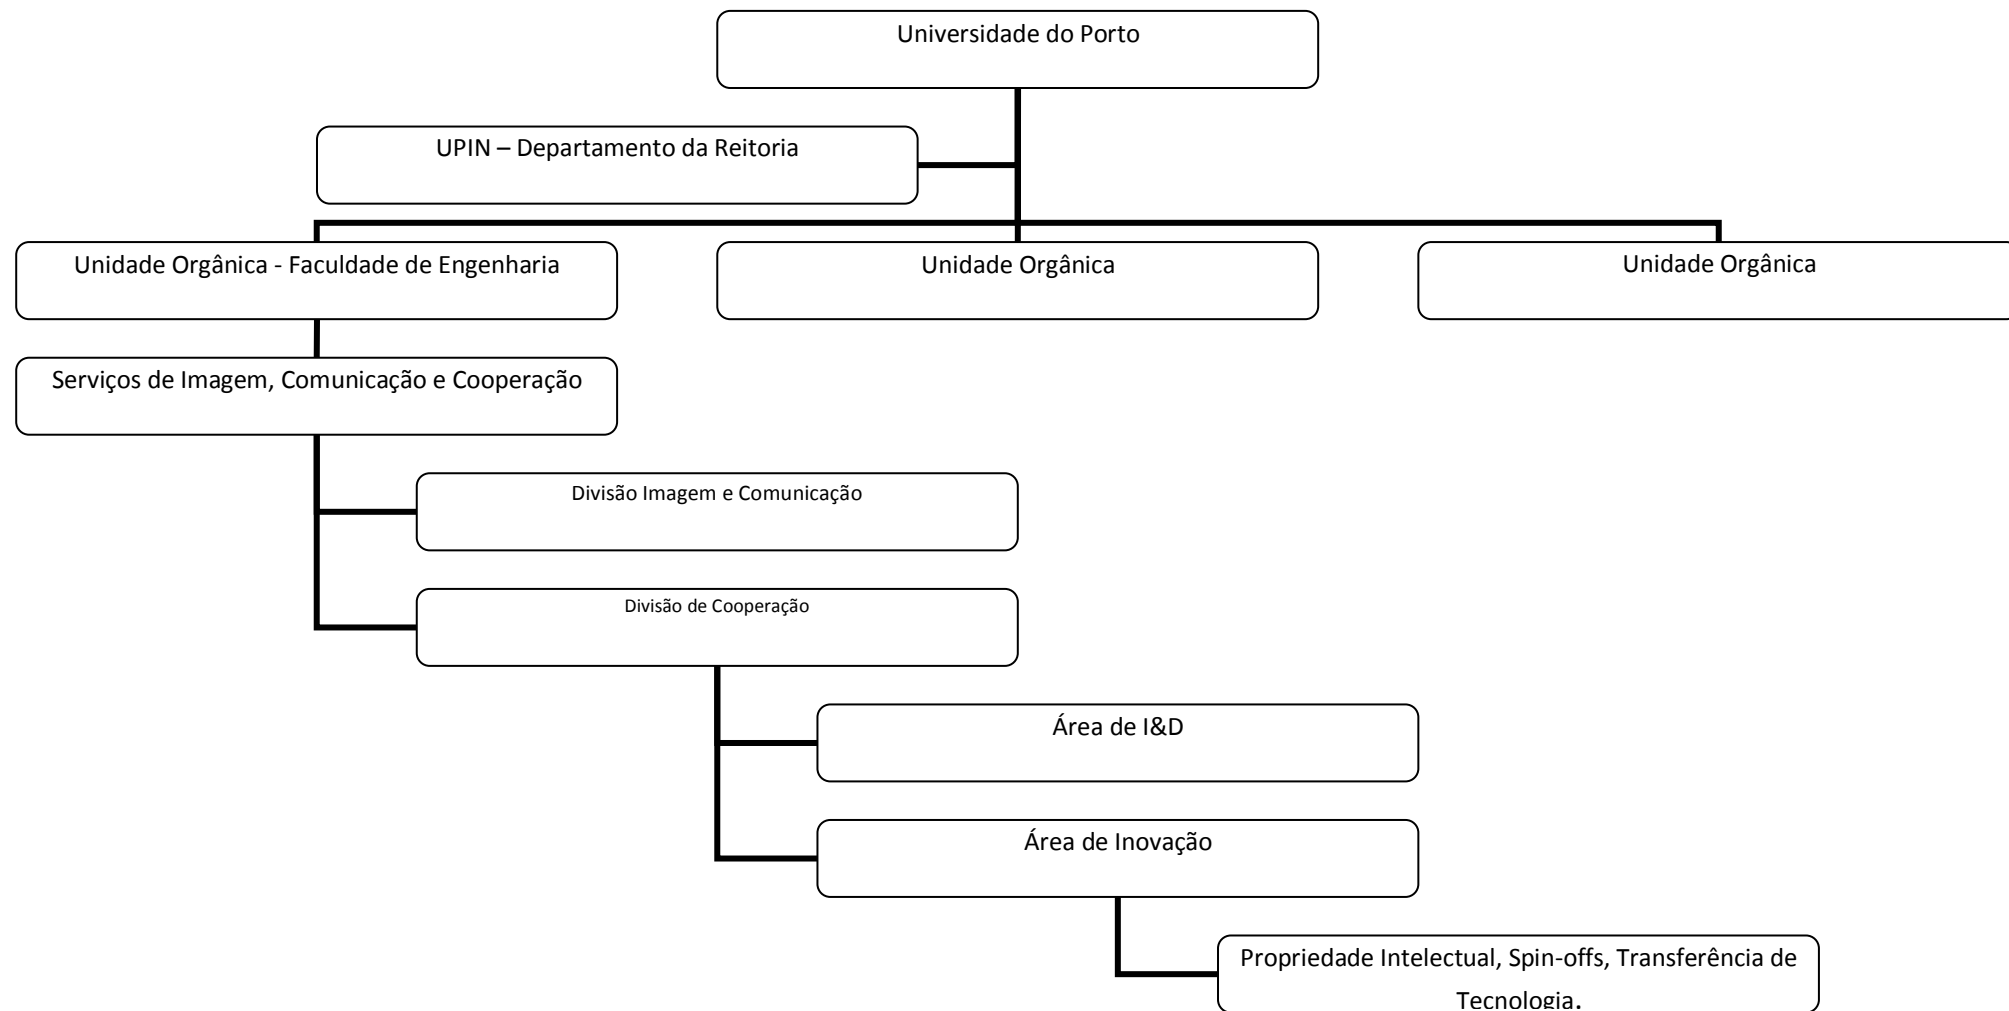 Universidade do Porto
UPIN – Departamento da Reitoria
Unidade Orgânica - Faculdade de Engenharia
Unidade Orgânica
Unidade Orgânica
Serviços de Imagem, Comunicação e Cooperação
Divisão Imagem e Comunicação
Divisão de Cooperação
Área de I&D
Área de Inovação
Propriedade Intelectual, Spin-offs, Transferência de
Tecnologia.